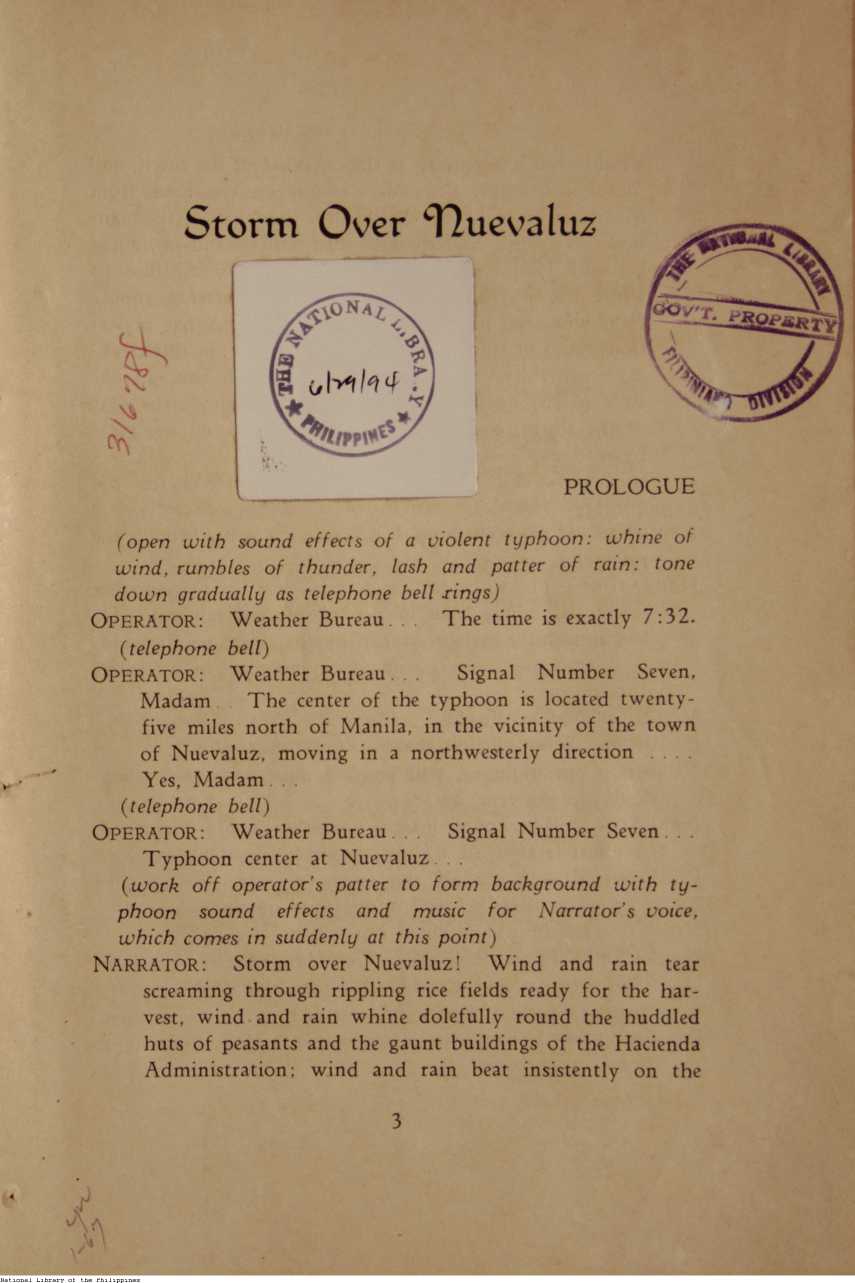 Storm Over Nuevaluz
THE NATIONAL L.BRA.Y
6/29/94
★ PHILIPPINES ★
THE NATIONAL LIBRARY
GOV'T. PROPERTY
DIVISION
PROLOGUE
(open with sound effects of a violent typhoon: whine of
wind, rumbles of thunder, lash and patter of rain: tone
down gradually as telephone bell rings)
OPERATOR: Weather Bureau . . . The time is exactly 7:32.
(telephone bell)
OPERATOR: Weather Bureau . . . Signal Number Seven,
Madam . . The center of the typhoon is located twenty-
five miles north of Manila, in the vicinity of the town
of Nuevaluz, moving in a northwesterly direction . . . .
Yes, Madam . . .
(telephone bell)
OPERATOR: Weather Bureau . . . Signal Number Seven . . .
Typhoon center at Nuevaluz . . .
(work off operator's patter to form background with ty-
phoon sound effects and music for Narrator's voice,
which comes in suddenly at this point)
NARRATOR: Storm over Nuevaluz! Wind and rain tear
screaming through rippling rice fields ready for the har-
vest, wind and rain whine dolefully round the huddled
huts of peasants and the gaunt buildings of the Hacienda
Administration; wind and rain beat insistently on the
3
National Library of the Philippines